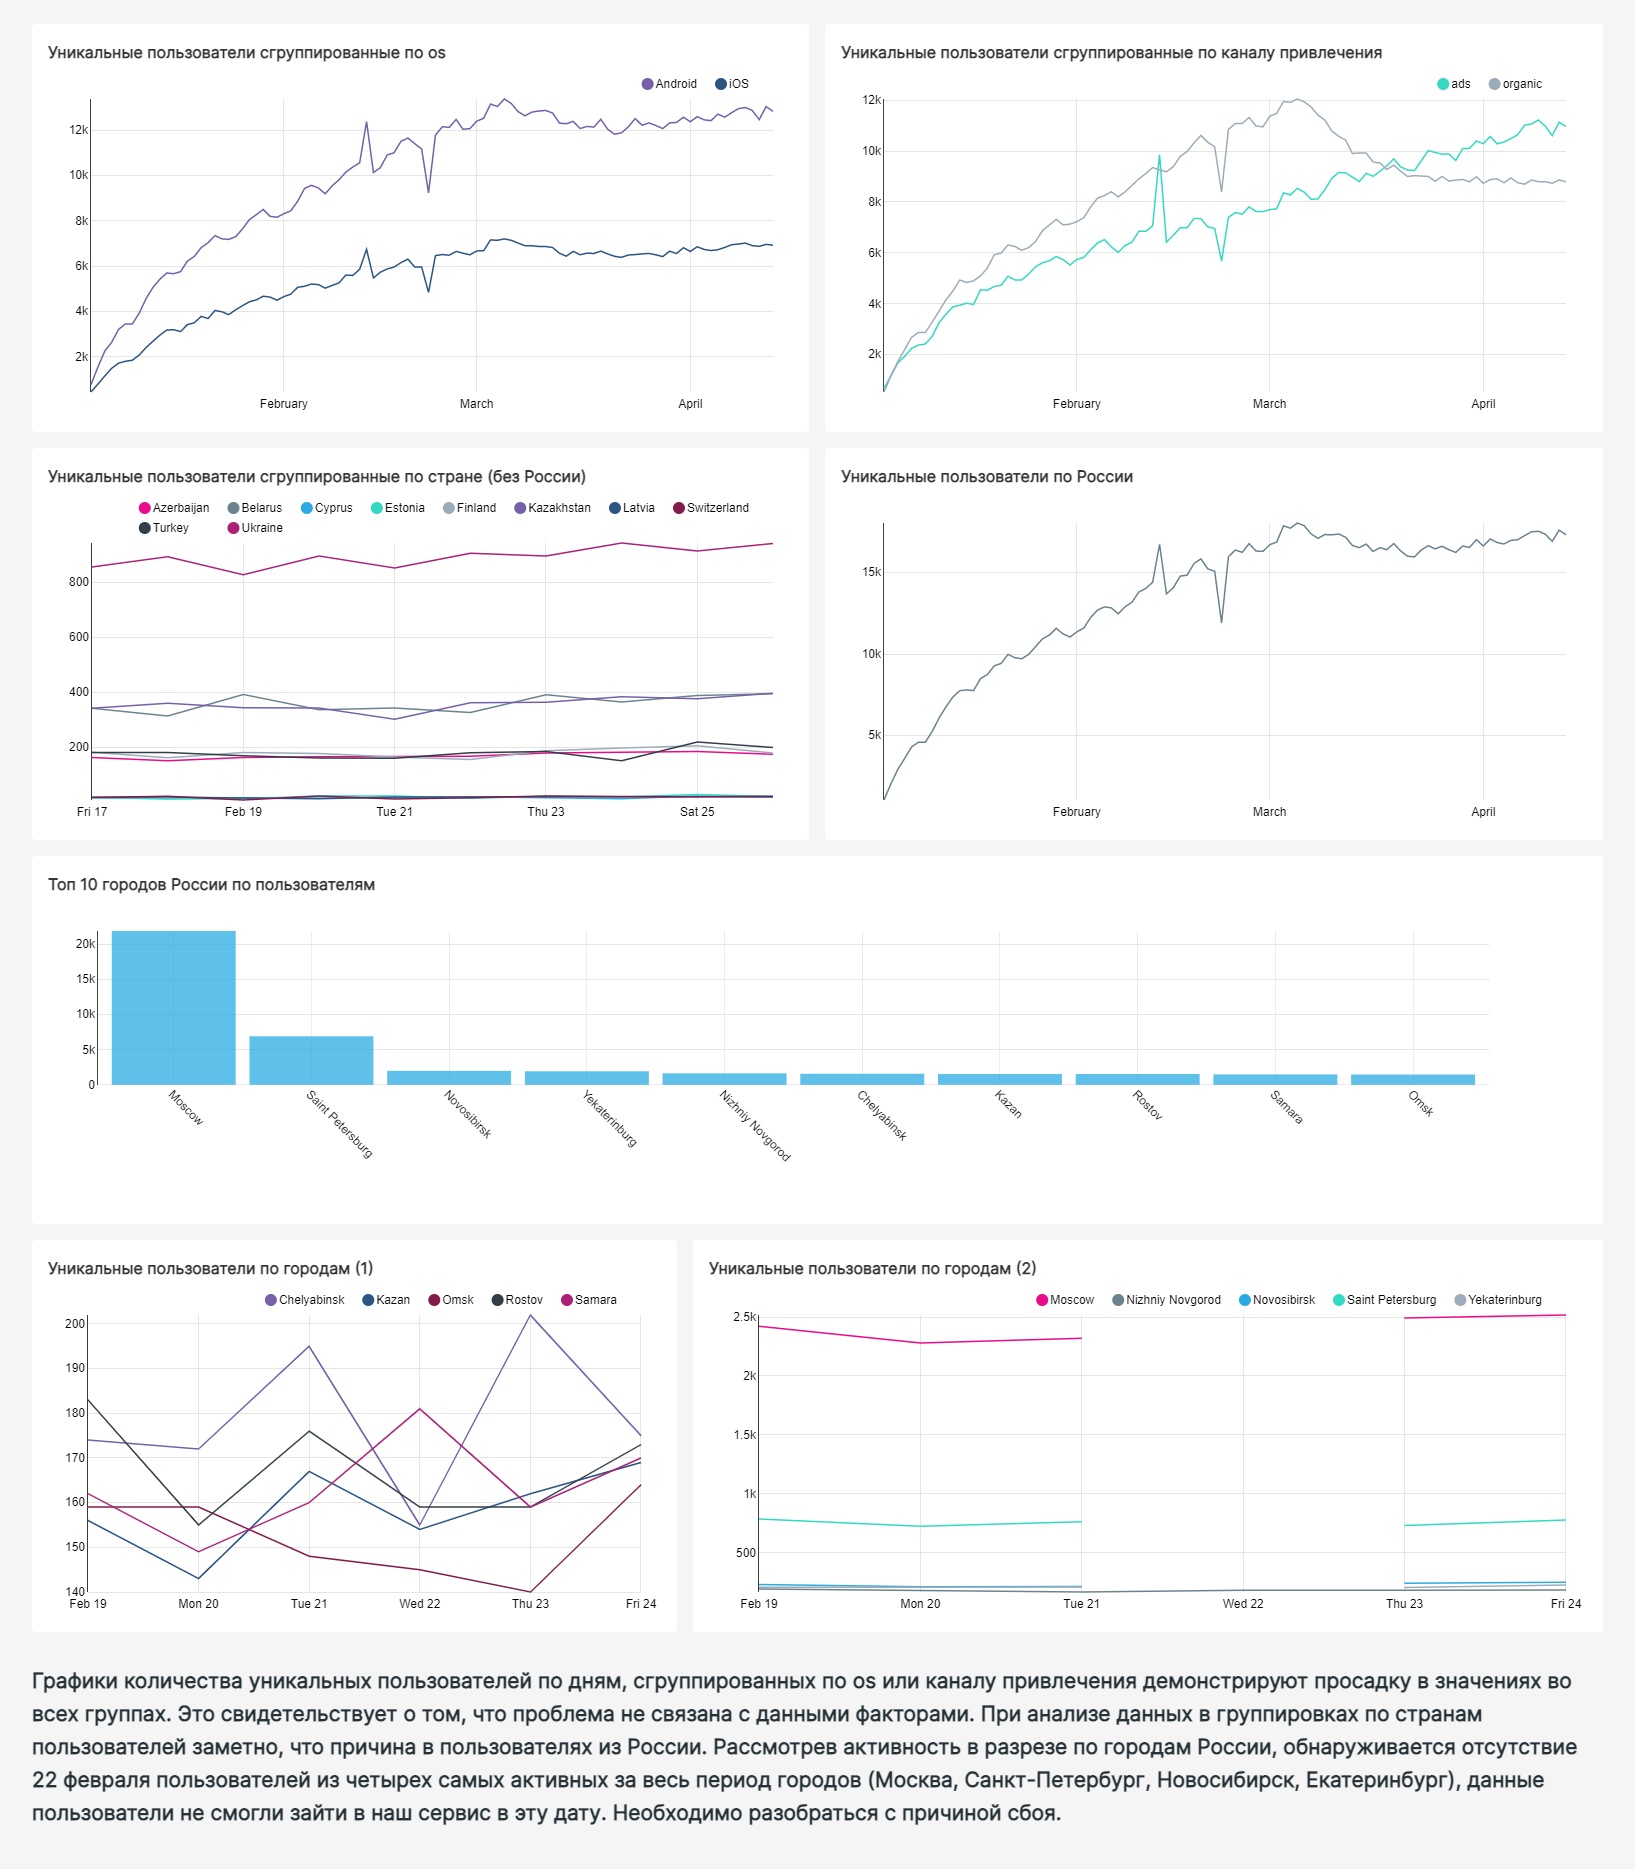 Уникальные пользователи сгруппированные по os
Android iOS
12k
10k
8k
6k
4k
2k
February March April
Уникальные пользователи сгруппированные по каналу привлечения
ads organic
12k
10k
8k
6k
4k
2k
February March April
Уникальные пользователи сгруппированные по стране (без России)
Azerbaijan Belarus Cyprus Estonia Finland Kazakhstan Latvia Switzerland
Turkey Ukraine
800
600
400
200
Fri 17 Feb 19 Tue 21 Thu 23 Sat 25
Уникальные пользователи по России
15k
10k
5k
February March April
Топ 10 городов России по пользователям
20k
15k
10k
5k
0
Moscow Saint Petersburg Novosibirsk Yekaterinburg Nizhniy Novgorod Chelyabinsk Kazan Rostov Samara Omsk
Уникальные пользователи по городам (1)
Chelyabinsk Kazan Omsk Rostov Samara
200
190
180
170
160
150
140
Feb 19 Mon 20 Tue 21 Wed 22 Thu 23 Fri 24
Уникальные пользователи по городам (2)
Moscow Nizhniy Novgorod Novosibirsk Saint Petersburg Yekaterinburg
2.5k
2k
1.5k
1k
500
Feb 19 Mon 20 Tue 21 Wed 22 Thu 23 Fri 24
Графики количества уникальных пользователей по дням, сгруппированных по os или каналу привлечения демонстрируют просадку в значениях во
всех группах. Это свидетельствует о том, что проблема не связана с данными факторами. При анализе данных в группировках по странам
пользователей заметно, что причина в пользователях из России. Рассмотрев активность в разрезе по городам России, обнаруживается отсутствие
22 февраля пользователей из четырех самых активных за весь период городов (Москва, Санкт-Петербург, Новосибирск, Екатеринбург), данные
пользователи не смогли зайти в наш сервис в эту дату. Необходимо разобраться с причиной сбоя.